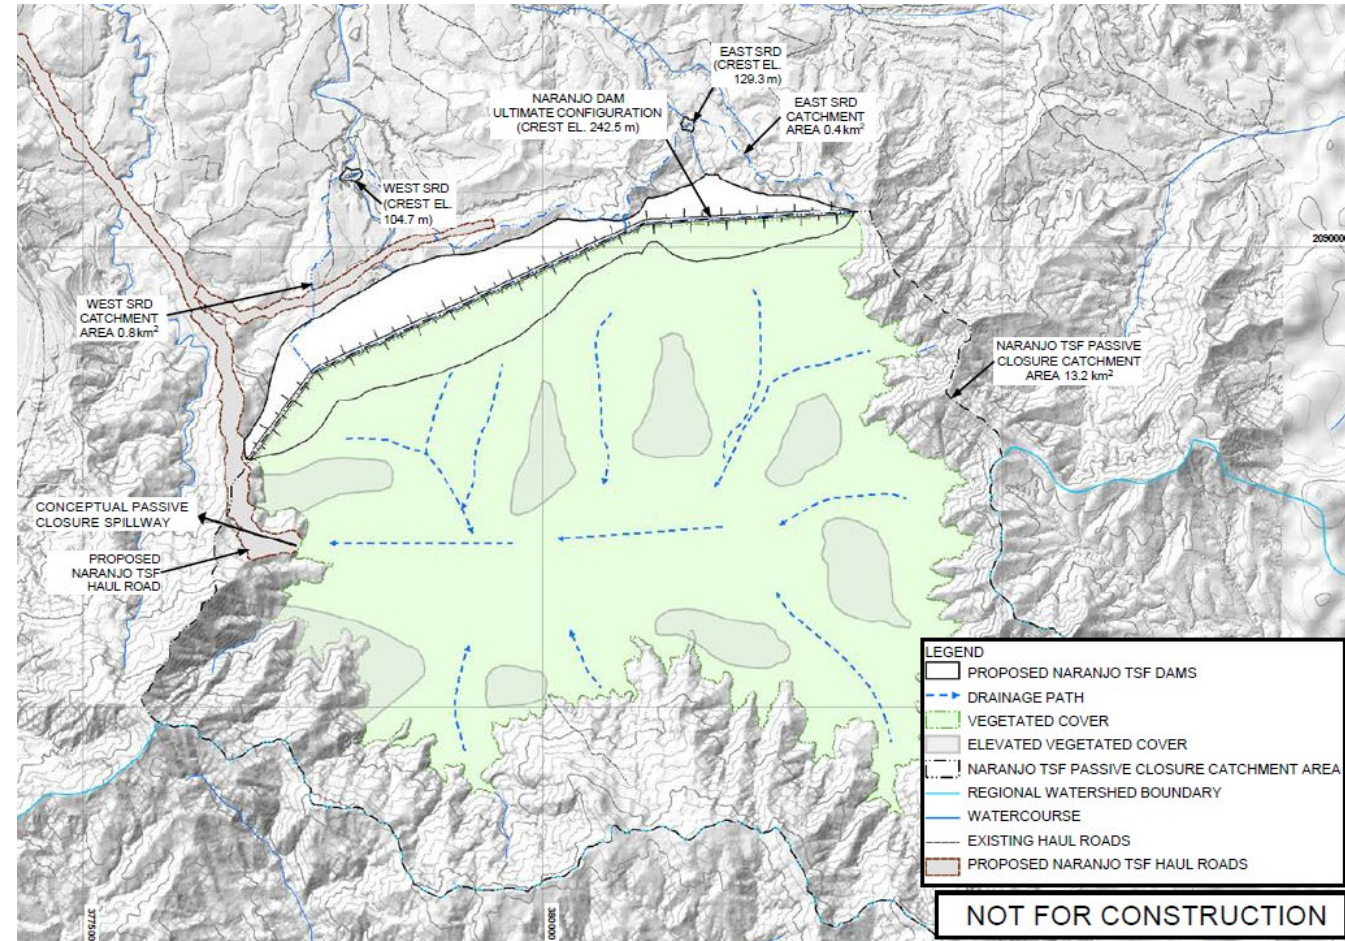 EAST SRD
(CREST EL.
129.3 m)
NARANJO DAM
ULTIMATE CONFIGURATION
(CREST EL. 242.5 m)
EAST SRD
CATCHMENT
AREA 0.4 km²
WEST SRD
(CREST EL.
104.7 m)
2090000
WEST SRD
CATCHMENT
AREA 0.8km²
NARANJO TSF PASSIVE
CLOSURE CATCHMENT
AREA 13.2 km²
CONCEPTUAL PASSIVE
CLOSURE SPILLWAY
PROPOSED
NARANJO TSF
HAUL ROAD
LEGEND
PROPOSED NARANJO TSF DAMS
DRAINAGE PATH
VEGETATED COVER
ELEVATED VEGETATED COVER
NARANJO TSF PASSIVE CLOSURE CATCHMENT AREA
REGIONAL WATERSHED BOUNDARY
WATERCOURSE
EXISTING HAUL ROADS
PROPOSED NARANJO TSF HAUL ROADS
377500
380000
NOT FOR CONSTRUCTION